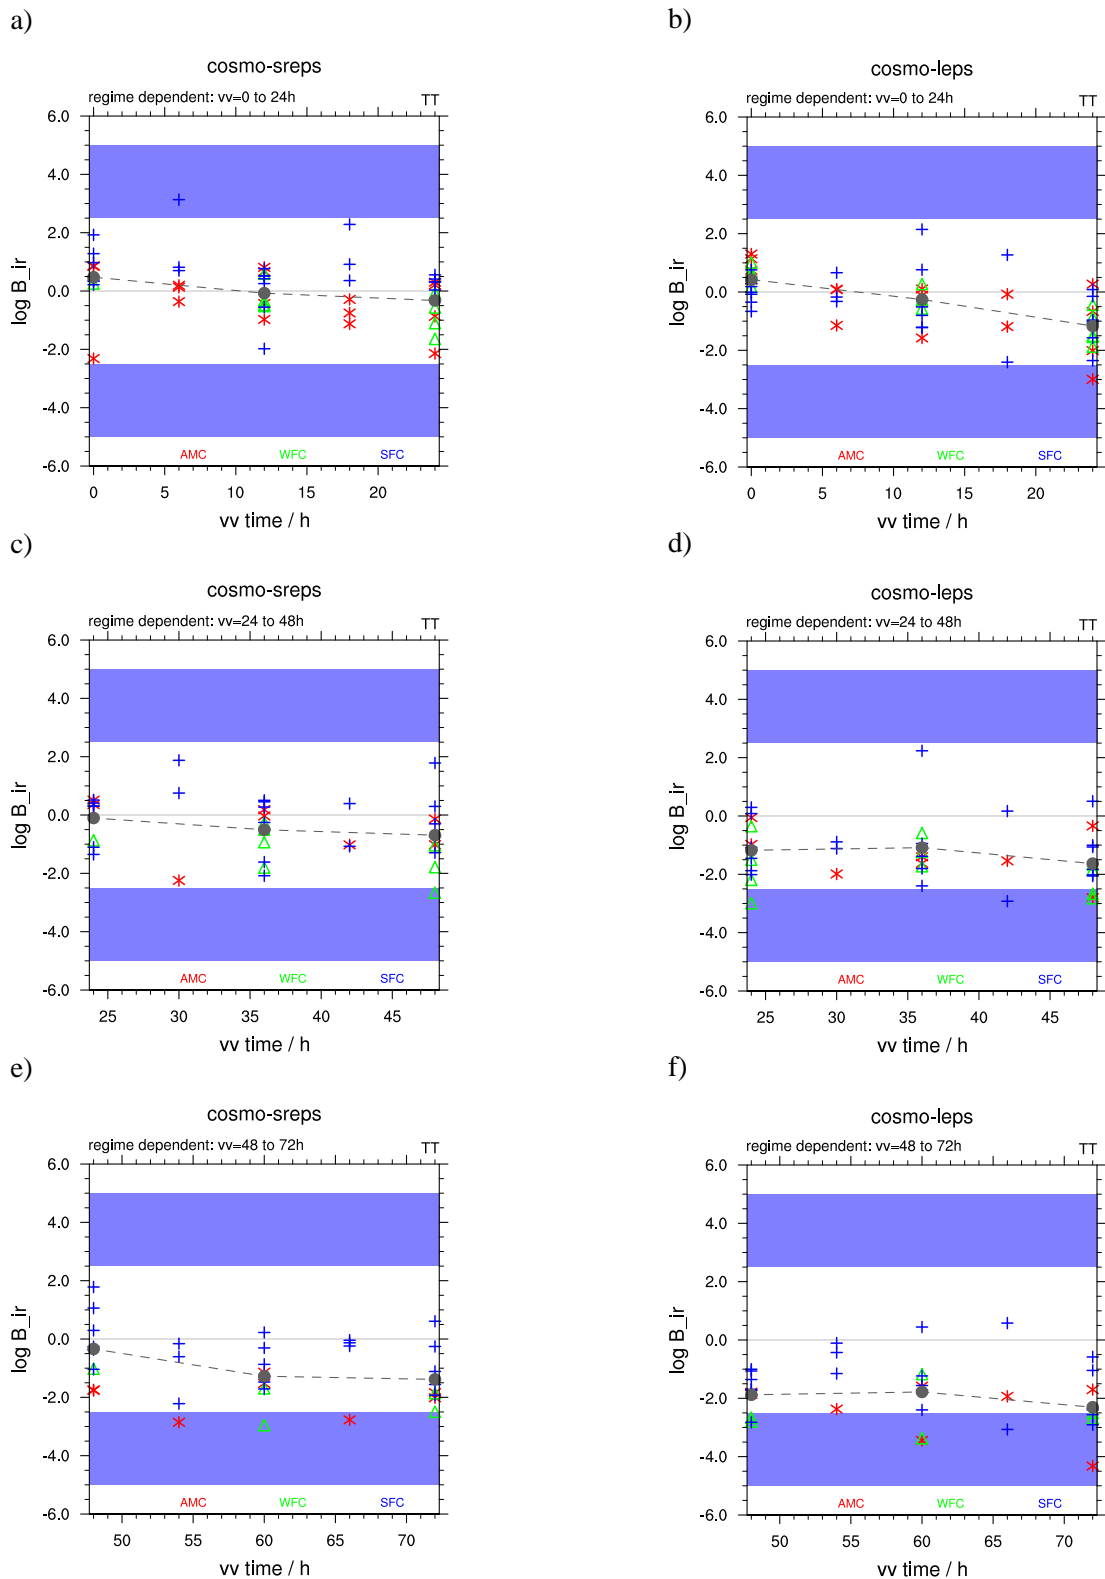 a)
cosmo-sreps
regime dependent: vv=0 to 24h TT
6.0
4.0
2.0
0.0
-2.0
-4.0
-6.0
log B_ir
AMC WFC SFC
0 5 10 15 20
vv time / h
b)
cosmo-leps
regime dependent: vv=0 to 24h TT
6.0
4.0
2.0
0.0
-2.0
-4.0
-6.0
log B_ir
AMC WFC SFC
0 5 10 15 20
vv time / h
c)
cosmo-sreps
regime dependent: vv=24 to 48h TT
6.0
4.0
2.0
0.0
-2.0
-4.0
-6.0
log B_ir
AMC WFC SFC
25 30 35 40 45
vv time / h
d)
cosmo-leps
regime dependent: vv=24 to 48h TT
6.0
4.0
2.0
0.0
-2.0
-4.0
-6.0
log B_ir
AMC WFC SFC
25 30 35 40 45
vv time / h
e)
cosmo-sreps
regime dependent: vv=48 to 72h TT
6.0
4.0
2.0
0.0
-2.0
-4.0
-6.0
log B_ir
AMC WFC SFC
50 55 60 65 70
vv time / h
f)
cosmo-leps
regime dependent: vv=48 to 72h TT
6.0
4.0
2.0
0.0
-2.0
-4.0
-6.0
log B_ir
AMC WFC SFC
50 55 60 65 70
vv time / h